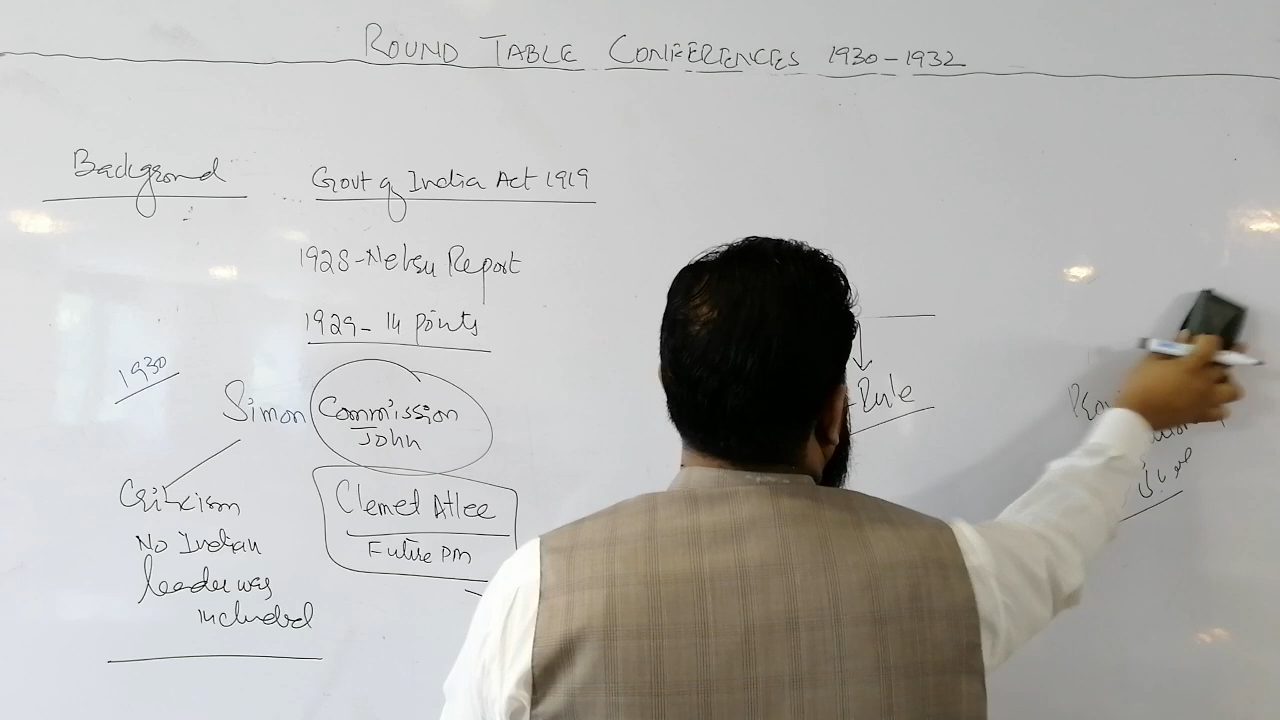 ROUND TABLE CONFERENCES 1930-1932
Background
Govt of India Act 1919
1928-Nehru Report
1929- 14 points
1930
Simon Commission
John
Criticism
No Indian
leader was
included
Clemed Atlee
Future PM
-Rule